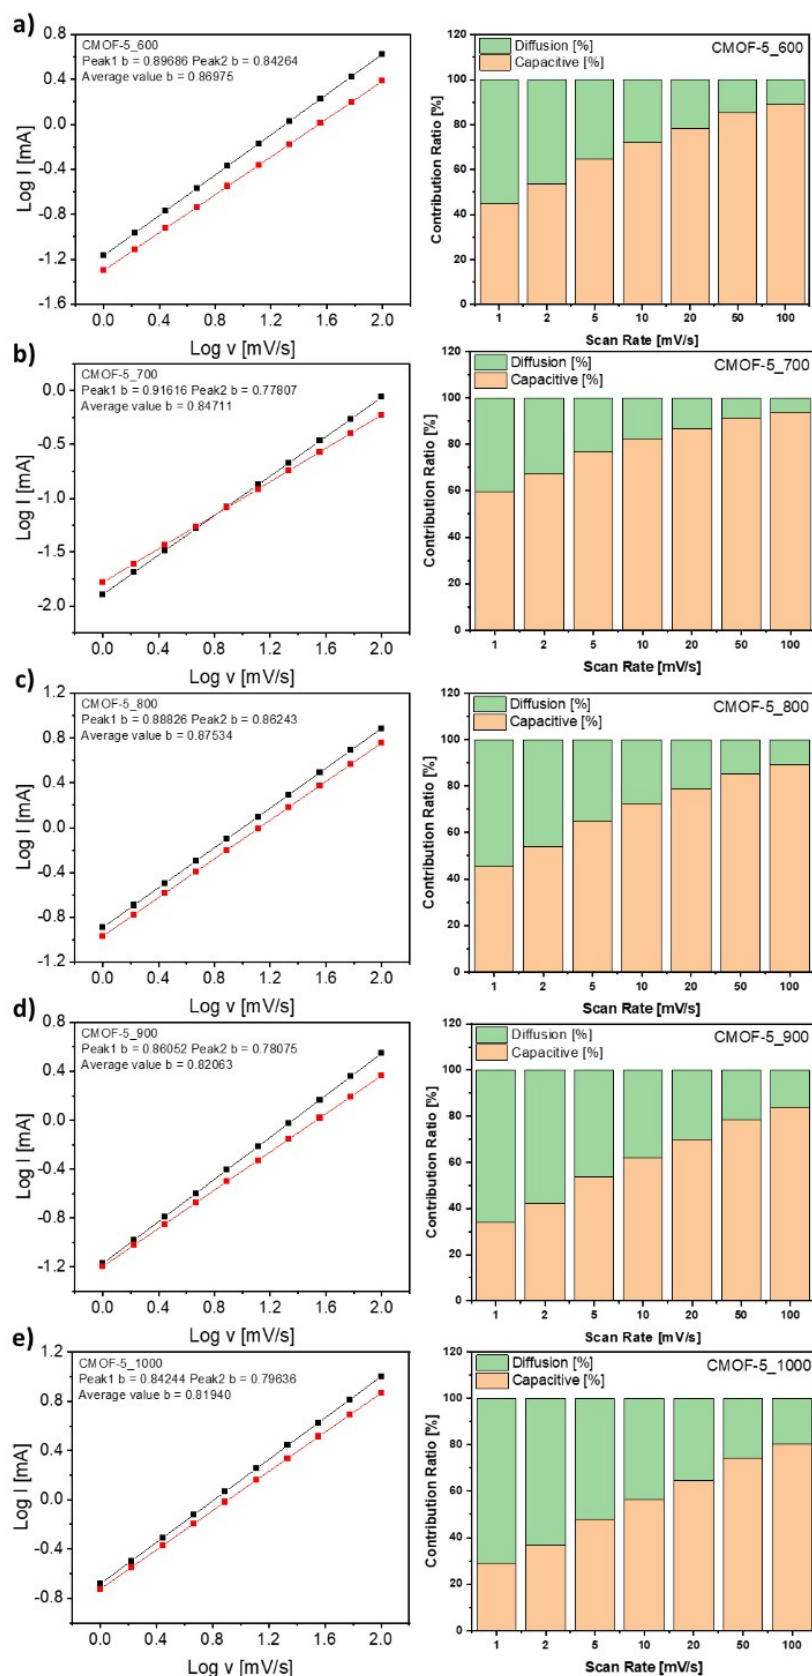 a)
CMOF-5_600
Peak1 b = 0.89686 Peak2 b = 0.84264
Average value b = 0.86975
0.8
0.4
0.0
-0.4
-0.8
-1.2
-1.6
Log I [mA]
0.0 0.4 0.8 1.2 1.6 2.0
Log v [mV/s]
Diffusion [%]
Capacitive [%]
CMOF-5_600
120
100
80
60
40
20
0
Contribution Ratio [%]
1 2 5 10 20 50 100
Scan Rate [mV/s]
b)
CMOF-5_700
Peak1 b = 0.91616 Peak2 b = 0.77807
Average value b = 0.84711
0.0
-0.5
-1.0
-1.5
-2.0
Log I [mA]
0.0 0.4 0.8 1.2 1.6 2.0
Log v [mV/s]
Diffusion [%]
Capacitive [%]
CMOF-5_700
120
100
80
60
40
20
0
Contribution Ratio [%]
1 2 5 10 20 50 100
Scan Rate [mV/s]
c)
CMOF-5_800
Peak1 b = 0.88826 Peak2 b = 0.86243
Average value b = 0.87534
1.2
0.8
0.4
0.0
-0.4
-0.8
-1.2
Log I [mA]
0.0 0.4 0.8 1.2 1.6 2.0
Log v [mV/s]
Diffusion [%]
Capacitive [%]
CMOF-5_800
120
100
80
60
40
20
0
Contribution Ratio [%]
1 2 5 10 20 50 100
Scan Rate [mV/s]
d)
CMOF-5_900
Peak1 b = 0.86052 Peak2 b = 0.78075
Average value b = 0.82063
0.8
0.4
0.0
-0.4
-0.8
-1.2
Log I [mA]
0.0 0.4 0.8 1.2 1.6 2.0
Log v [mV/s]
Diffusion [%]
Capacitive [%]
CMOF-5_900
120
100
80
60
40
20
0
Contribution Ratio [%]
1 2 5 10 20 50 100
Scan Rate [mV/s]
e)
CMOF-5_1000
Peak1 b = 0.84244 Peak2 b = 0.79636
Average value b = 0.81940
1.2
0.8
0.4
0.0
-0.4
-0.8
Log I [mA]
0.0 0.4 0.8 1.2 1.6 2.0
Log v [mV/s]
Diffusion [%]
Capacitive [%]
CMOF-5_1000
120
100
80
60
40
20
0
Contribution Ratio [%]
1 2 5 10 20 50 100
Scan Rate [mV/s]